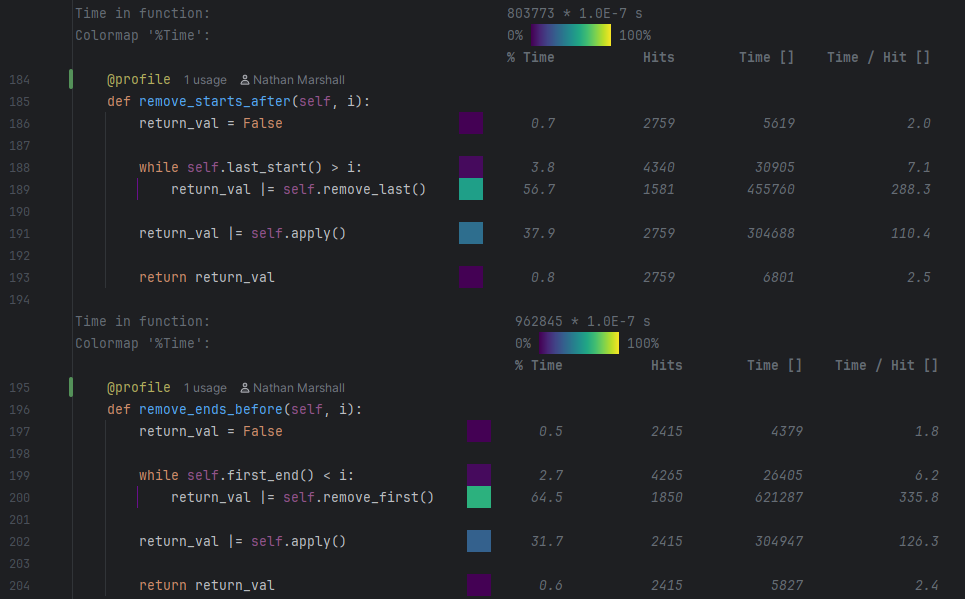 Time in function: 803773 * 1.0E-7 s
Colormap '%Time': 0% 100%
% Time Hits Time [] Time / Hit []
184 @profile 1 usage Nathan Marshall
185 def remove_starts_after(self, i):
186 return_val = False 0.7 2759 5619 2.0
187
188 while self.last_start() > i: 3.8 4340 30905 7.1
189 return_val |= self.remove_last() 56.7 1581 455760 288.3
190
191 return_val |= self.apply() 37.9 2759 304688 110.4
192
193 return return_val 0.8 2759 6801 2.5
194
Time in function: 962845 * 1.0E-7 s
Colormap '%Time': 0% 100%
% Time Hits Time [] Time / Hit []
195 @profile 1 usage Nathan Marshall
196 def remove_ends_before(self, i):
197 return_val = False 0.5 2415 4379 1.8
198
199 while self.first_end() < i: 2.7 4265 26405 6.2
200 return_val |= self.remove_first() 64.5 1850 621287 335.8
201
202 return_val |= self.apply() 31.7 2415 304947 126.3
203
204 return return_val 0.6 2415 5827 2.4